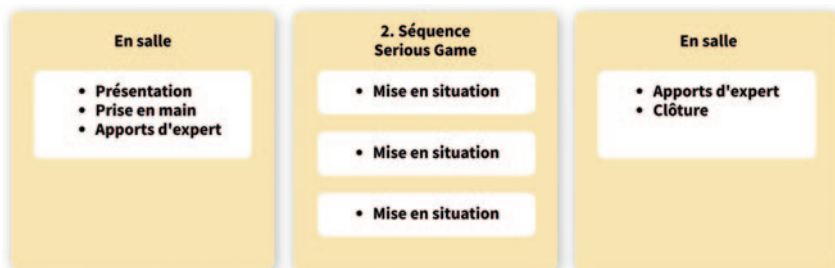 En salle
• Présentation
• Prise en main
• Apports d'expert
2. Séquence
Serious Game
• Mise en situation
• Mise en situation
• Mise en situation
En salle
• Apports d'expert
• Clôture